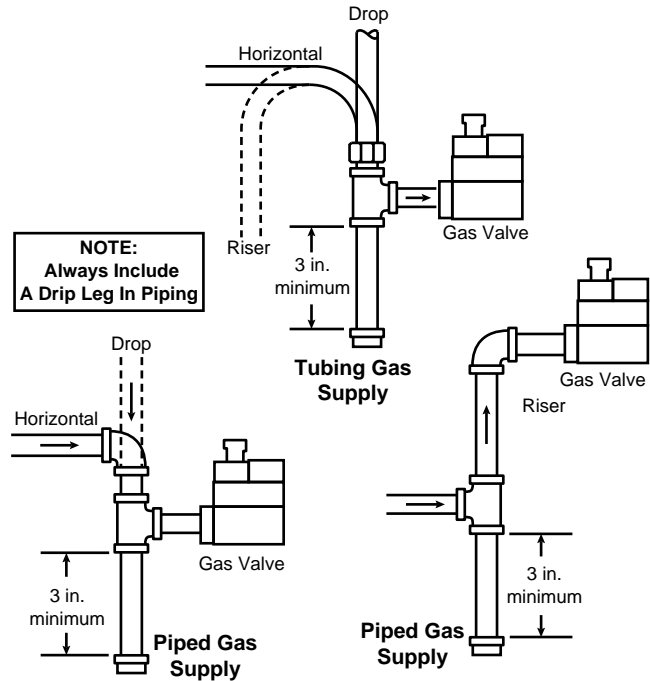 Drop
Horizontal
Gas Valve
Riser
3 in.
minimum
NOTE:
Always Include
A Drip Leg In Piping
Tubing Gas
Supply
Drop
Horizontal
Gas Valve
3 in.
minimum
Piped Gas
Supply
Gas Valve
Riser
3 in.
minimum
Piped Gas
Supply